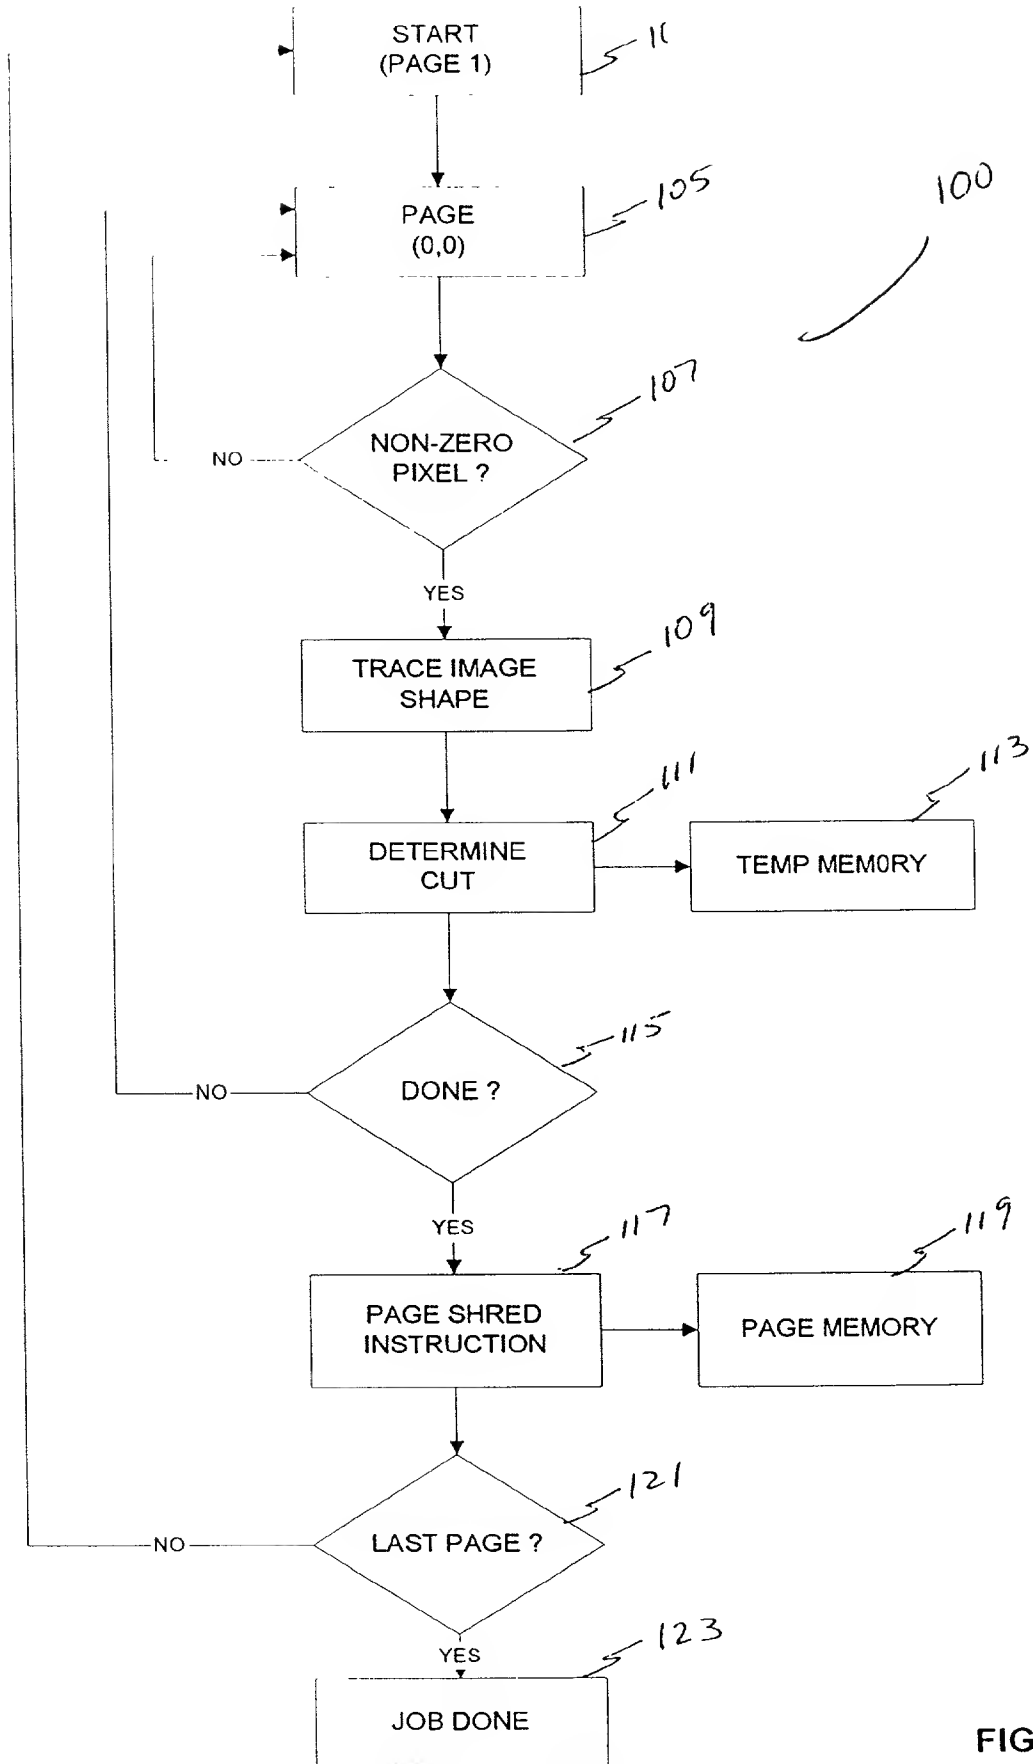 START
(PAGE 1)
105
100
PAGE
(0,0)
107
NON-ZERO
PIXEL ?
NO
YES
109
TRACE IMAGE
SHAPE
111
113
DETERMINE
CUT
TEMP MEMORY
115
DONE ?
NO
YES
117
119
PAGE SHRED
INSTRUCTION
PAGE MEMORY
121
LAST PAGE ?
NO
YES
123
JOB DONE
FIG